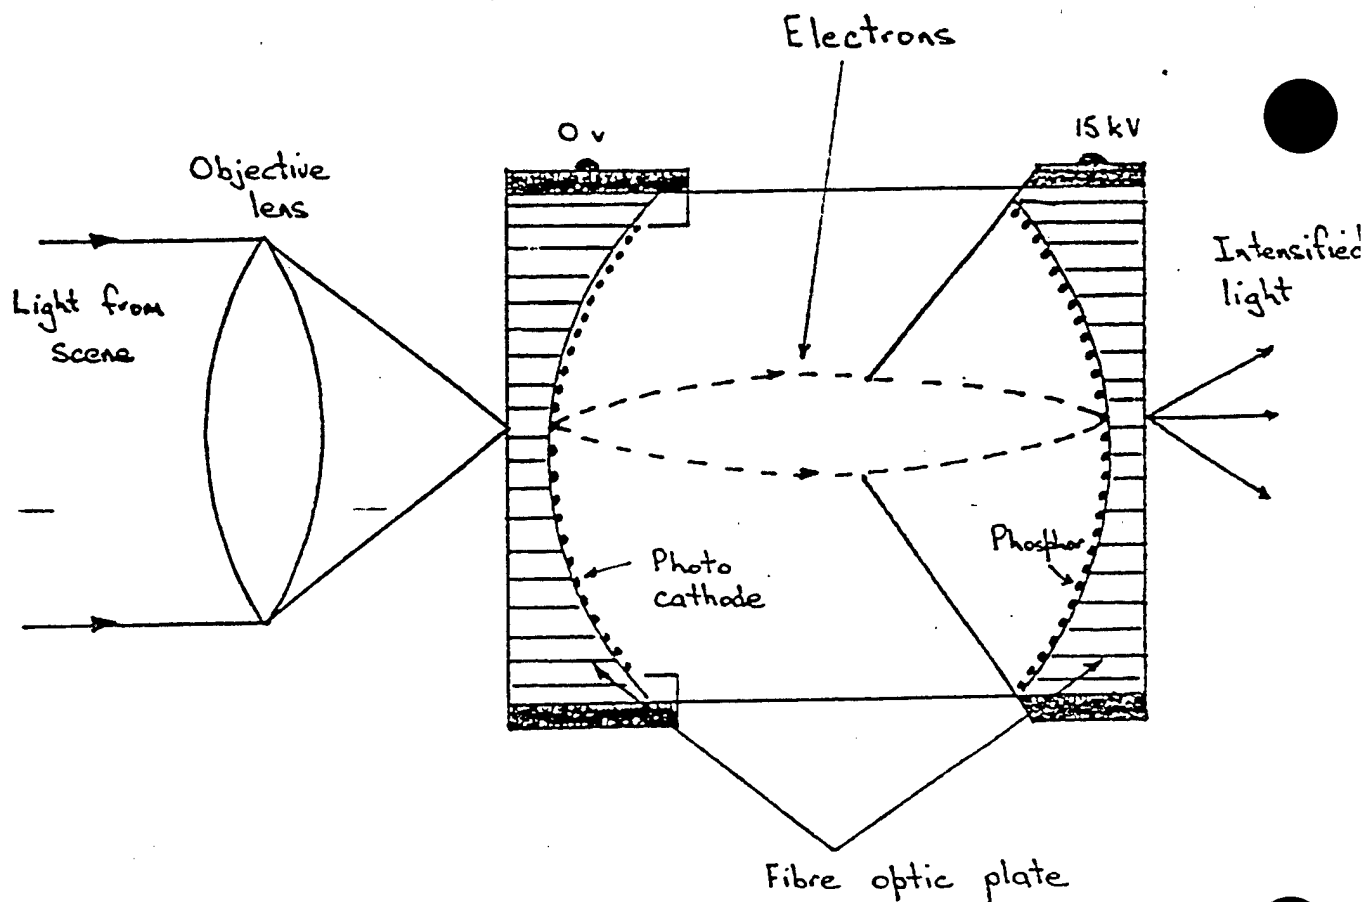 Electrons
0 v
15 kV
Objective
lens
Intensified
light
Light from
scene
Phosphor
Photo
cathode
Fibre optic plate